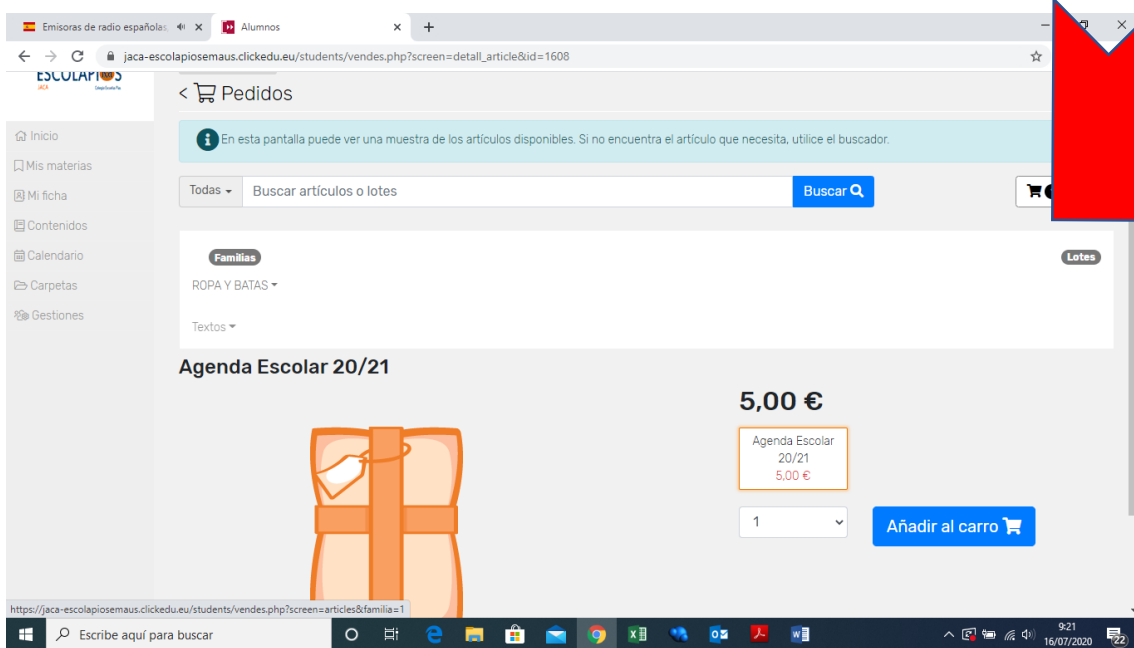 Emisoras de radio españolas,
Alumnos
jaca-escolapiosemaus.clickedu.eu/students/vendes.php?screen=detall_article&id=1608
ESCOLAPIOS
JACA
< Pedidos
En esta pantalla puede ver una muestra de los artículos disponibles. Si no encuentra el artículo que necesita, utilice el buscador.
Inicio
Mis materias
Mi ficha
Contenidos
Calendario
Carpetas
Gestiones
Todas
Buscar artículos o lotes
Buscar
Familias
Lotes
ROPA Y BATAS
Textos
Agenda Escolar 20/21
5,00 €
Agenda Escolar
20/21
5,00 €
1
Añadir al carro
https://jaca-escolapiosemaus.clickedu.eu/students/vendes.php?screen=articles&familia=1
Escribe aquí para buscar
9:21
16/07/2020
22